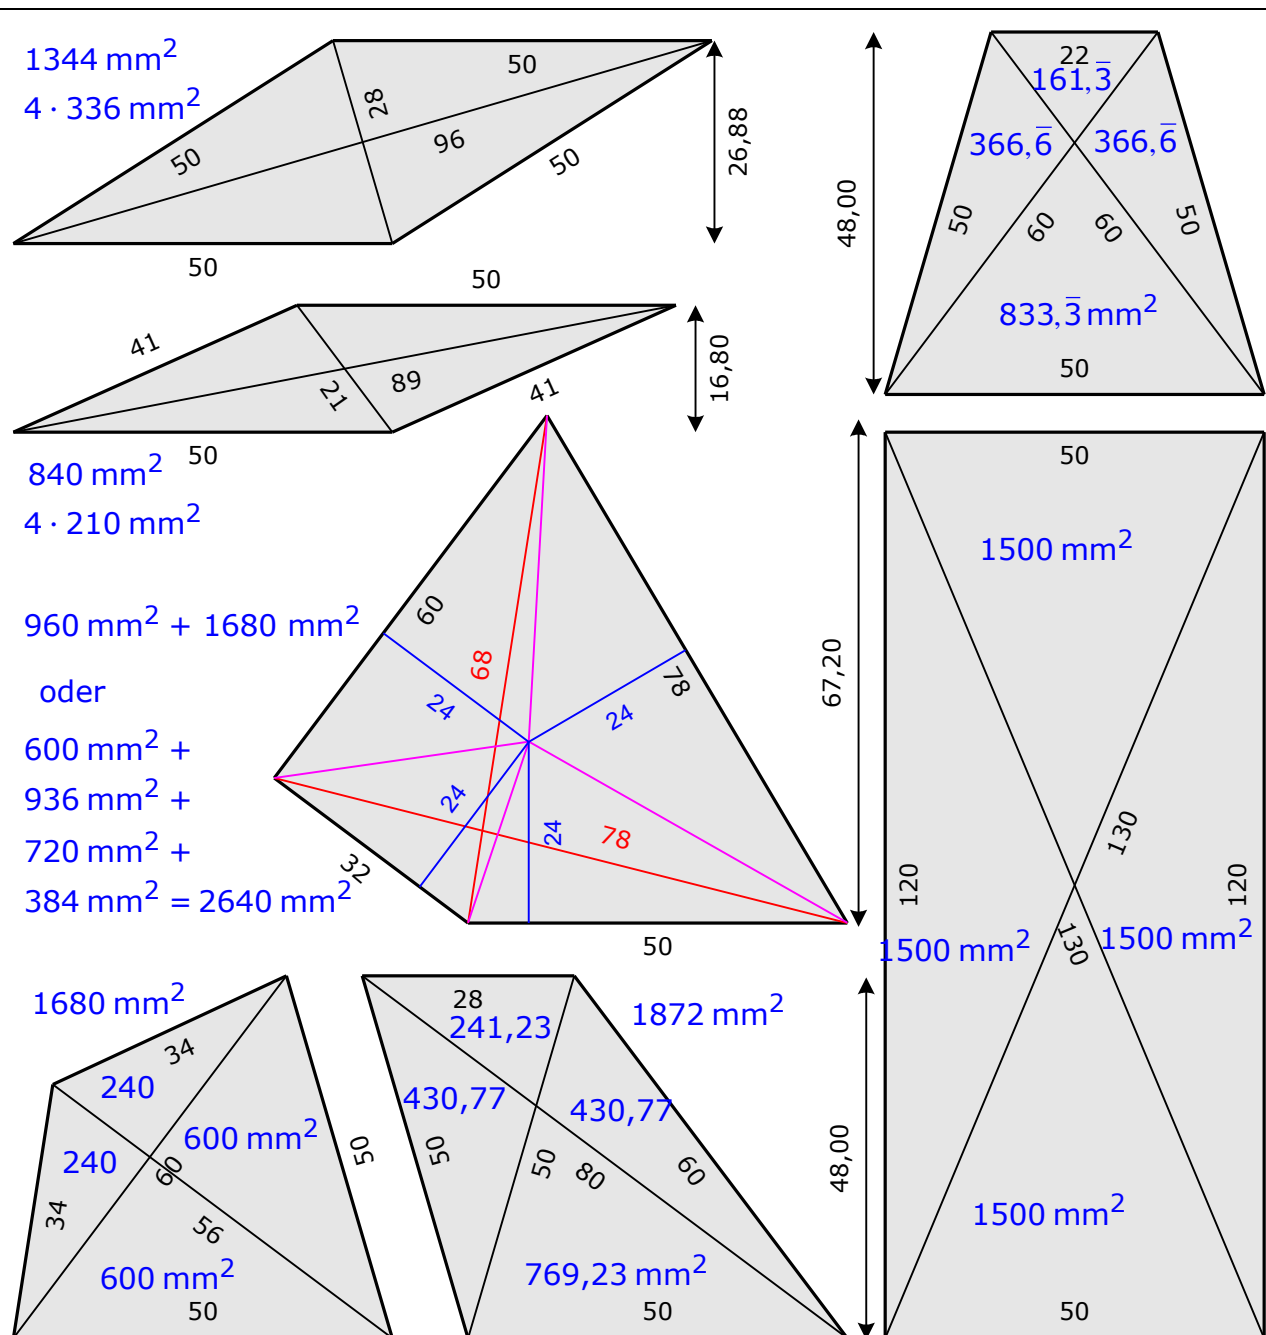 1344 mm²
4 · 336 mm²
50
28
96
50
50
26,88
50
22
161,3̅
366,6̅
366,6̅
48,00
50
60
60
50
833,3̅ mm²
50
50
41
21
89
16,80
41
50
840 mm²
4 · 210 mm²
960 mm² + 1680 mm²
oder
600 mm² +
936 mm² +
720 mm² +
384 mm² = 2640 mm²
60
68
78
24
24
24
24
78
32
50
67,20
50
1500 mm²
130
120
120
130
1500 mm²
1500 mm²
1500 mm²
50
1680 mm²
34
240
600 mm²
240
60
34
56
600 mm²
50
50
28
241,23
1872 mm²
430,77
430,77
50
50
80
60
48,00
769,23 mm²
50